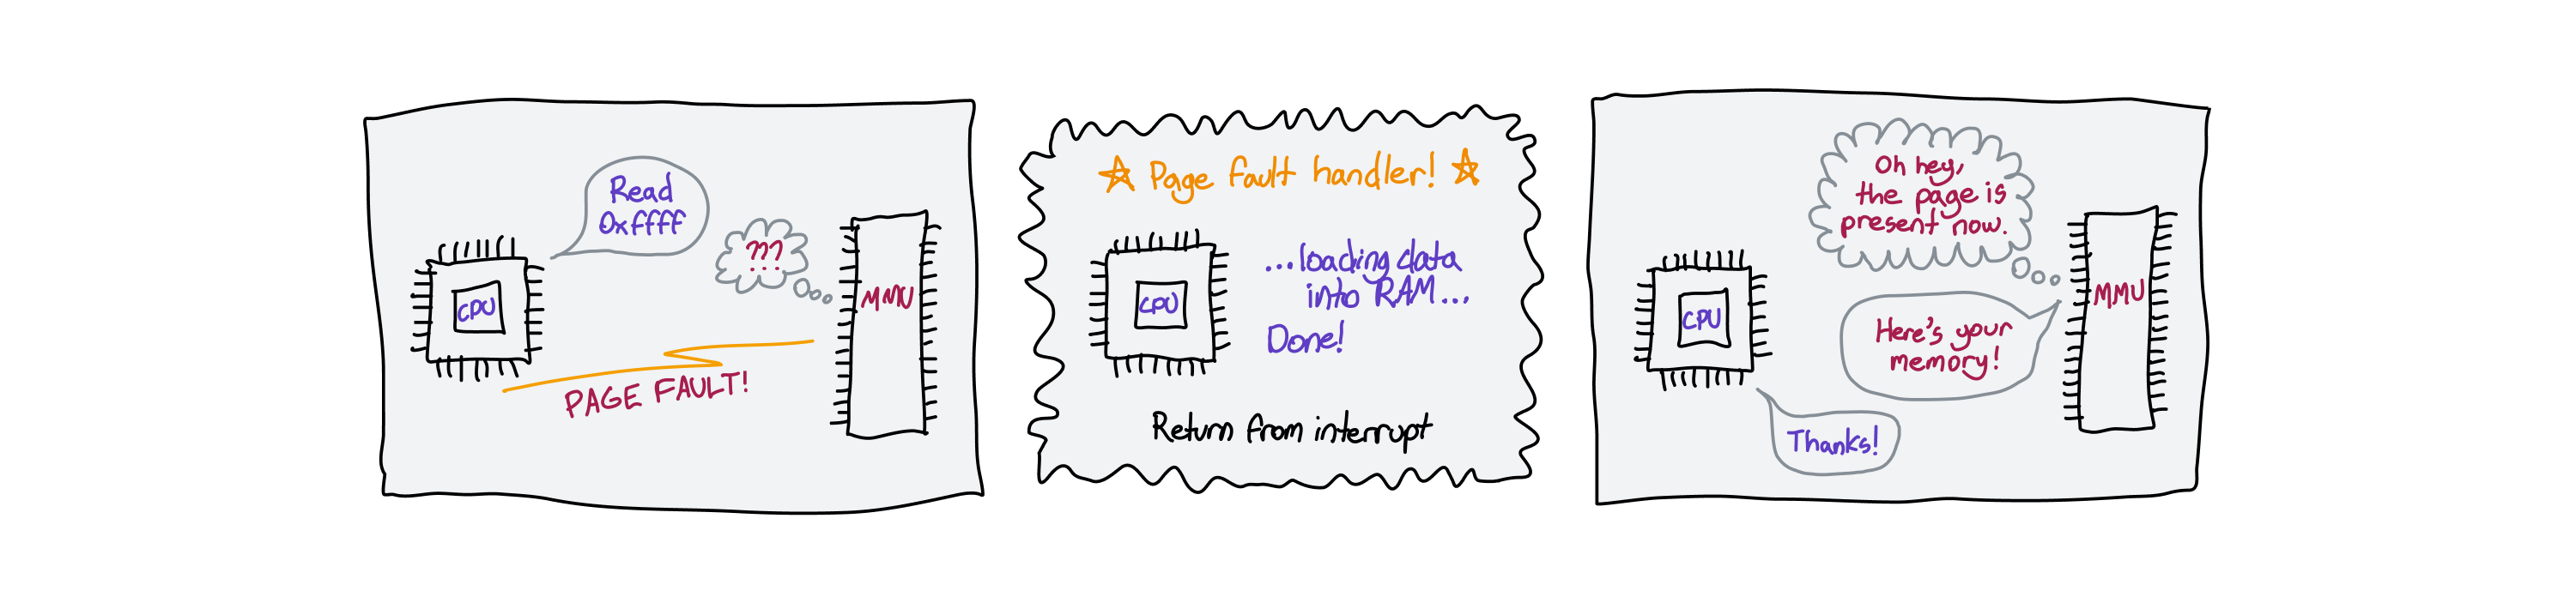 Read
0xffff
???
CPU
MMU
PAGE FAULT!
☆ Page fault handler! ☆
CPU
...loading data
into RAM...
Done!
Return from interrupt
Oh hey,
the page is
present now.
CPU
MMU
Here's your
memory!
Thanks!